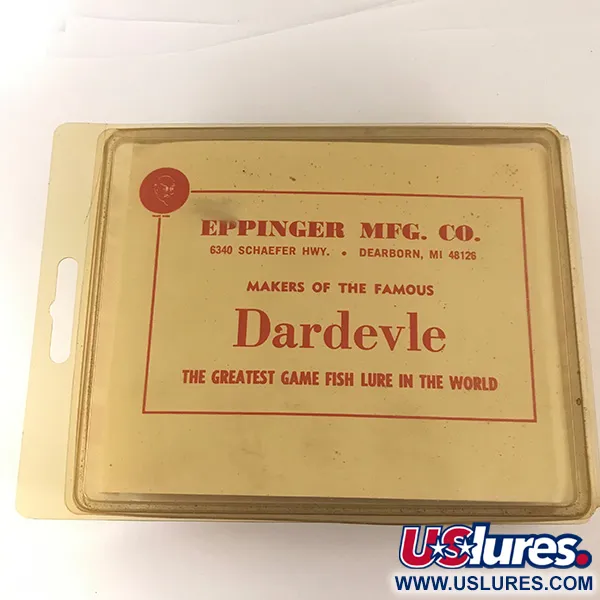 EPPINGER MFG. CO.
6340 SCHAEFER HWY. • DEARBORN, MI 48126
MAKERS OF THE FAMOUS
Dardevle
THE GREATEST GAME FISH LURE IN THE WORLD
USlures.
WWW.USLURES.COM